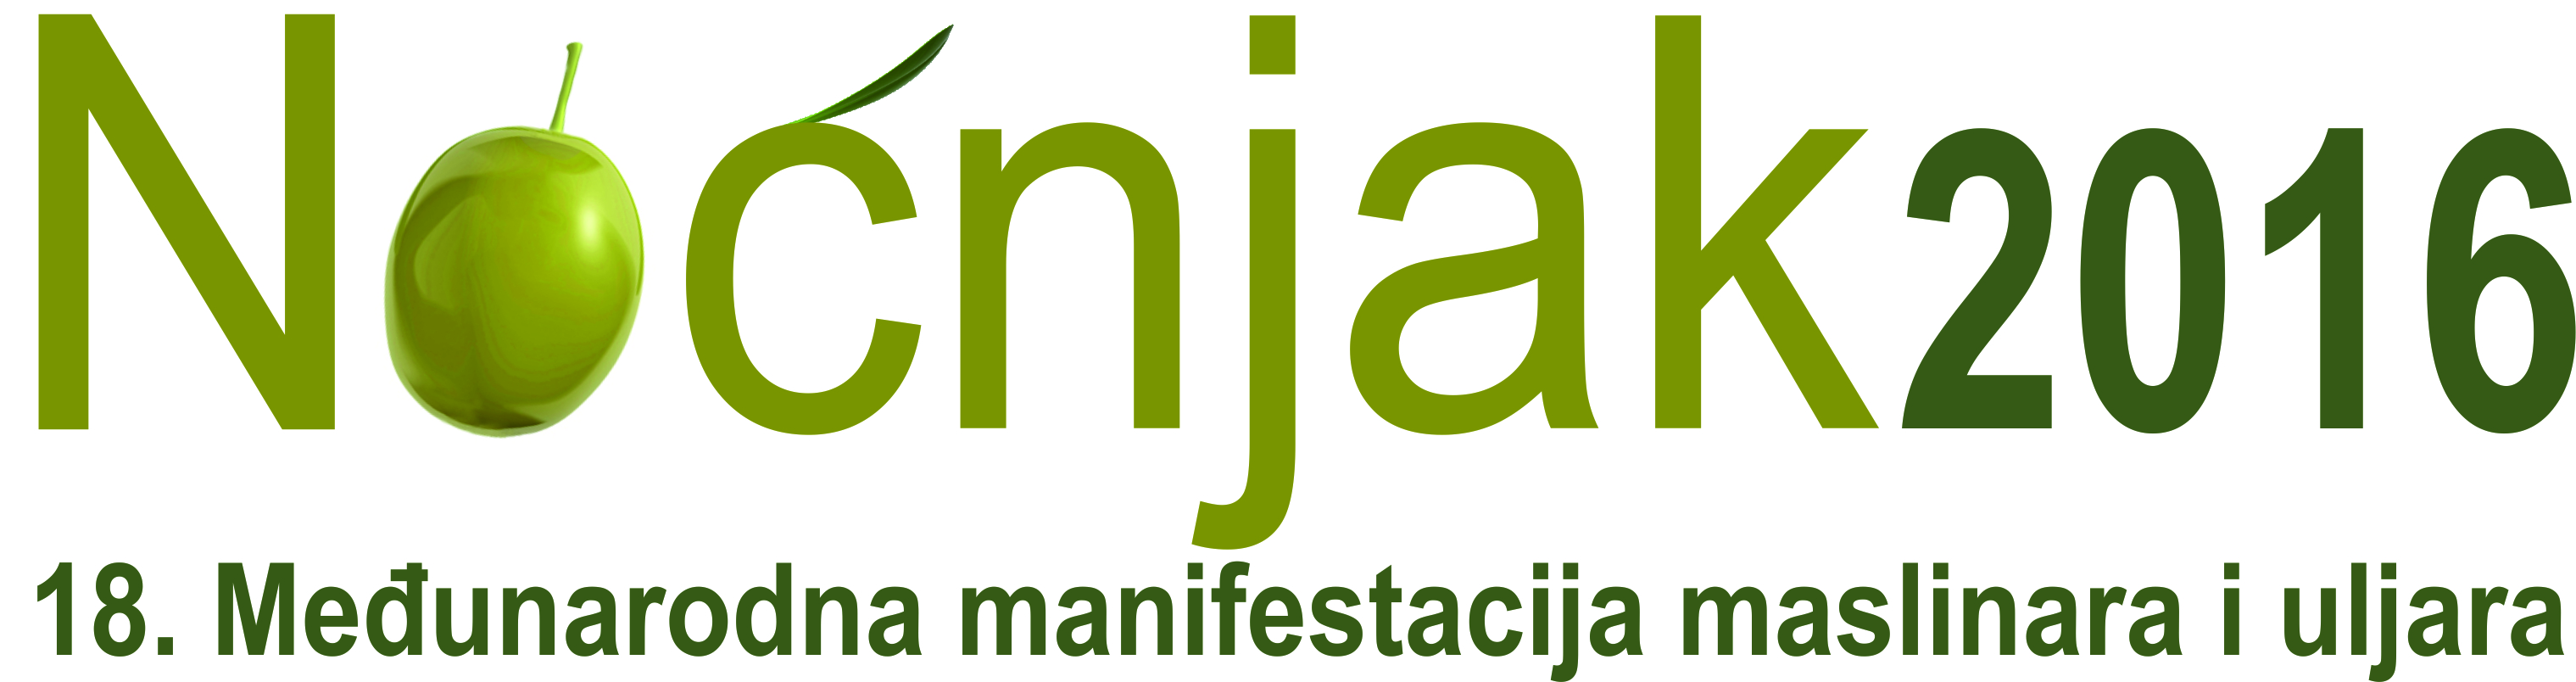 Noćnjak2016
18. Međunarodna manifestacija maslinara i uljara